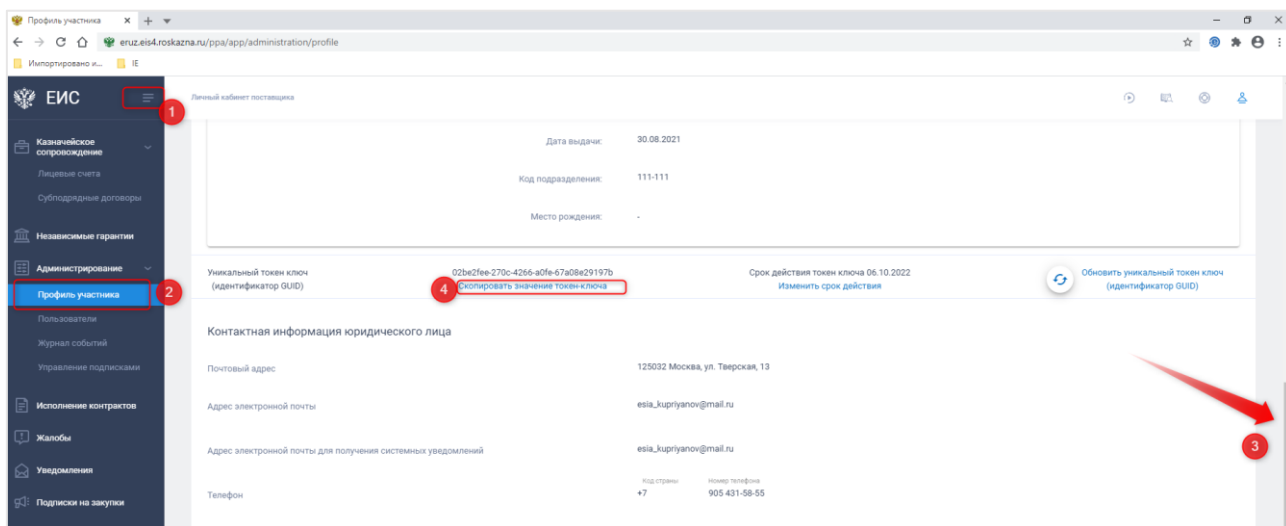 Профиль участника
eruz.eis4.roskazna.ru/ppa/app/administration/profile
Импортировано и...
IE
ЕИС
1
Личный кабинет поставщика
Казначейское
сопровождение
Лицевые счета
Субподрядные договоры
Независимые гарантии
Администрирование
Профиль участника
2
Пользователи
Журнал событий
Управление подписками
Исполнение контрактов
Жалобы
Уведомления
Подписки на закупки
Дата выдачи:
30.08.2021
Код подразделения:
111-111
Место рождения:
-
Уникальный токен ключ
(идентификатор GUID)
02be2fee-270c-4266-a0fe-67a08e29197b
4
Скопировать значение токен-ключа
Срок действия токен ключа 06.10.2022
Изменить срок действия
Обновить уникальный токен ключ
(идентификатор GUID)
Контактная информация юридического лица
Почтовый адрес
125032 Москва, ул. Тверская, 13
Адрес электронной почты
esia_kupriyanov@mail.ru
Адрес электронной почты для получения системных уведомлений
esia_kupriyanov@mail.ru
3
Телефон
Код страны
Номер телефона
+7
905 431-58-55